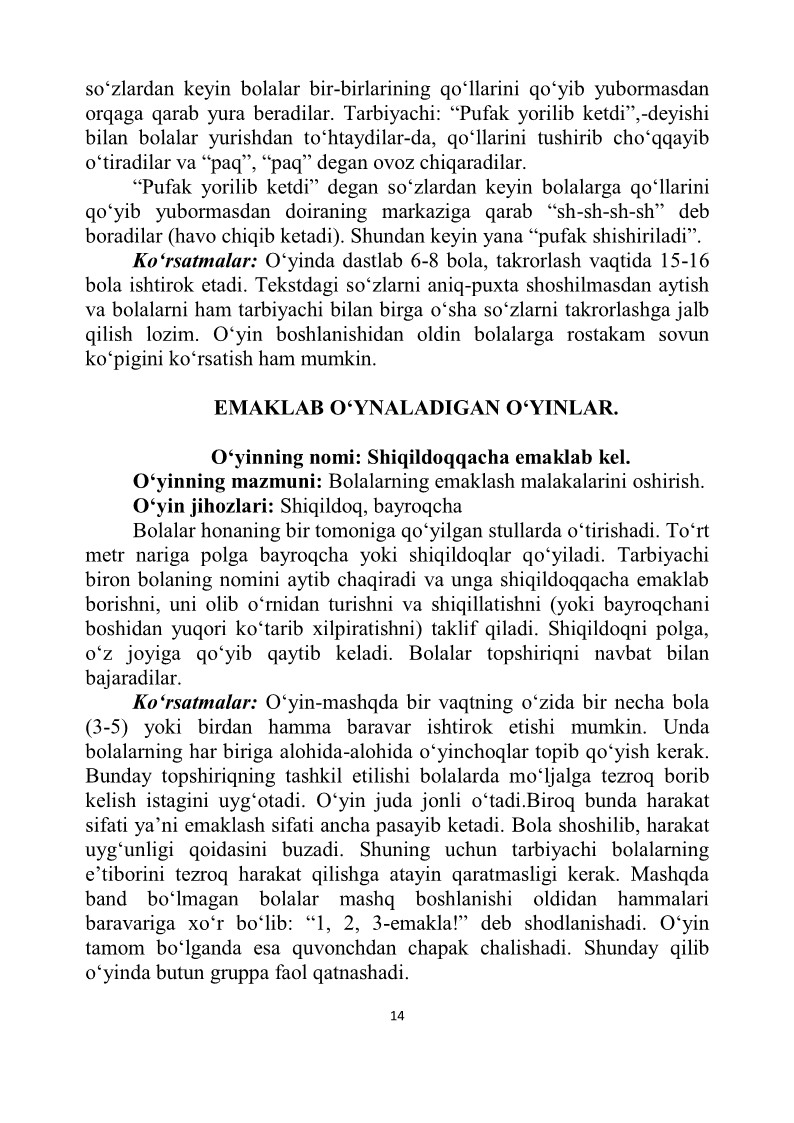 so‘zlardan keyin bolalar bir-birlarining qo‘llarini qo‘yib yubormasdan
orqaga qarab yura beradilar. Tarbiyachi: “Pufak yorilib ketdi”,-deyishi
bilan bolalar yurishdan to‘htaydilar-da, qo‘llarini tushirib cho‘qqayib
o‘tiradilar va “paq”, “paq” degan ovoz chiqaradilar.
“Pufak yorilib ketdi” degan so‘zlardan keyin bolalarga qo‘llarini
qo‘yib yubormasdan doiraning markaziga qarab “sh-sh-sh-sh” deb
boradilar (havo chiqib ketadi). Shundan keyin yana “pufak shishiriladi”.
Ko‘rsatmalar: O‘yinda dastlab 6-8 bola, takrorlash vaqtida 15-16
bola ishtirok etadi. Tekstdagi so‘zlarni aniq-puxta shoshilmasdan aytish
va bolalarni ham tarbiyachi bilan birga o‘sha so‘zlarni takrorlashga jalb
qilish lozim. O‘yin boshlanishidan oldin bolalarga rostakam sovun
ko‘pigini ko‘rsatish ham mumkin.
EMAKLAB O‘YNALADIGAN O‘YINLAR.
O‘yinning nomi: Shiqildoqqacha emaklab kel.
O‘yinning mazmuni: Bolalarning emaklash malakalarini oshirish.
O‘yin jihozlari: Shiqildoq, bayroqcha
Bolalar honaning bir tomoniga qo‘yilgan stullarda o‘tirishadi. To‘rt
metr nariga polga bayroqcha yoki shiqildoqlar qo‘yiladi. Tarbiyachi
biron bolaning nomini aytib chaqiradi va unga shiqildoqqacha emaklab
borishni, uni olib o‘rnidan turishni va shiqillatishni (yoki bayroqchani
boshidan yuqori ko‘tarib xilpiratishni) taklif qiladi. Shiqildoqni polga,
o‘z joyiga qo‘yib qaytib keladi. Bolalar topshiriqni navbat bilan
bajaradilar.
Ko‘rsatmalar: O‘yin-mashqda bir vaqtning o‘zida bir necha bola
(3-5) yoki birdan hamma baravar ishtirok etishi mumkin. Unda
bolalarning har biriga alohida-alohida o‘yinchoqlar topib qo‘yish kerak.
Bunday topshiriqning tashkil etilishi bolalarda mo‘ljalga tezroq borib
kelish istagini uyg‘otadi. O‘yin juda jonli o‘tadi.Biroq bunda harakat
sifati ya’ni emaklash sifati ancha pasayib ketadi. Bola shoshilib, harakat
uyg‘unligi qoidasini buzadi. Shuning uchun tarbiyachi bolalarning
e’tiborini tezroq harakat qilishga atayin qaratmasligi kerak. Mashqda
band bo‘lmagan bolalar mashq boshlanishi oldidan hammalari
baravariga xo‘r bo‘lib: “1, 2, 3-emakla!” deb shodlanishadi. O‘yin
tamom bo‘lganda esa quvonchdan chapak chalishadi. Shunday qilib
o‘yinda butun gruppa faol qatnashadi.
14